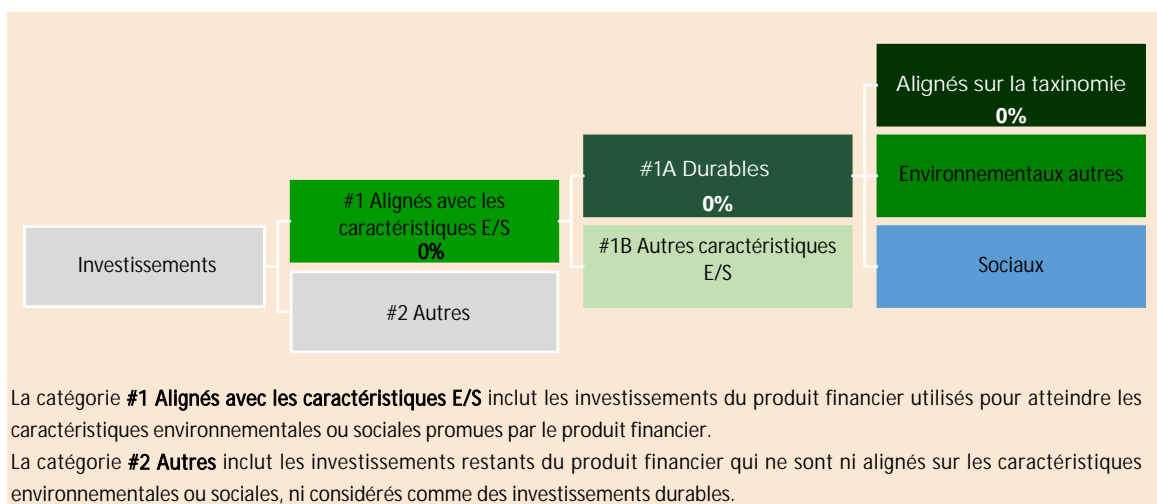 Investissements
#1 Alignés avec les
caractéristiques E/S
0%
#2 Autres
#1A Durables
0%
#1B Autres caractéristiques
E/S
Alignés sur la taxinomie
0%
Environnementaux autres
Sociaux
La catégorie #1 Alignés avec les caractéristiques E/S inclut les investissements du produit financier utilisés pour atteindre les
caractéristiques environnementales ou sociales promues par le produit financier.
La catégorie #2 Autres inclut les investissements restants du produit financier qui ne sont ni alignés sur les caractéristiques
environnementales ou sociales, ni considérés comme des investissements durables.